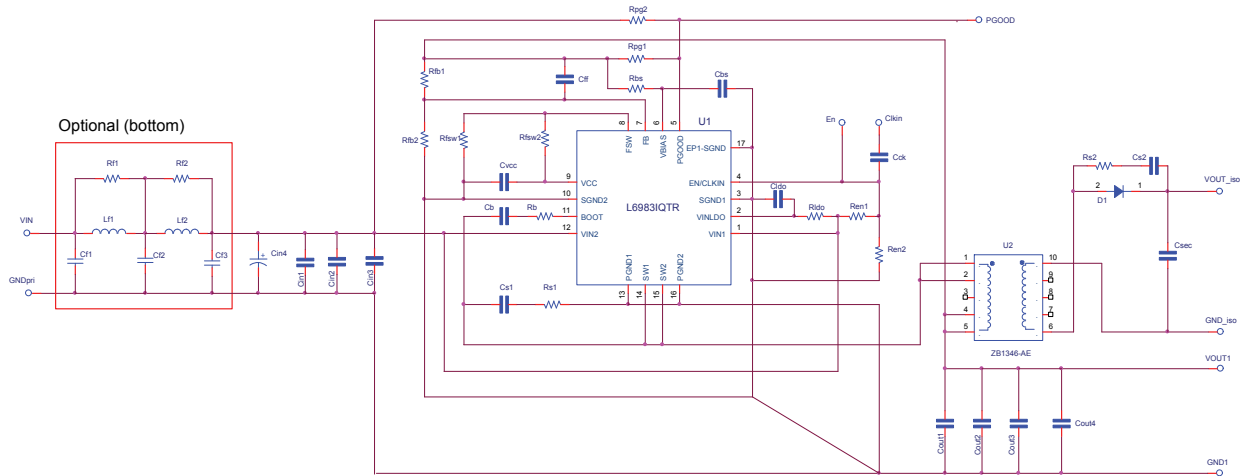 Rpg2
PGOOD
Rpg1
Rfb1
Cff
Rbs
Cbs
Optional (bottom)
U1
En
Clkin
8
7
6
5
Rfb2
Rfsw1
Rfsw2
FSW
FB
VBIAS
PGOOD
EP1-SGND
17
Cck
Rs2
Cs2
Rf1
Rf2
Cvcc
9
VCC
EN/CLKIN
4
2
1
D1
VOUT_iso
10
SGND2
SGND1
3
Cldo
Cb
Rb
11
BOOT
L6983IQTR
VINLDO
2
Rldo
Ren1
VIN
Lf1
Lf2
12
VIN2
VIN1
1
Cf1
Cf2
Cf3
+
Cin4
Cin1
Cin2
Cin3
Ren2
U2
Csec
GNDpri
PGND1
SW1
SW2
PGND2
1
10
2
9
13
14
15
16
3
8
Cs1
Rs1
4
7
5
6
GND_iso
ZB1346-AE
VOUT1
Cout1
Cout2
Cout3
Cout4
GND1